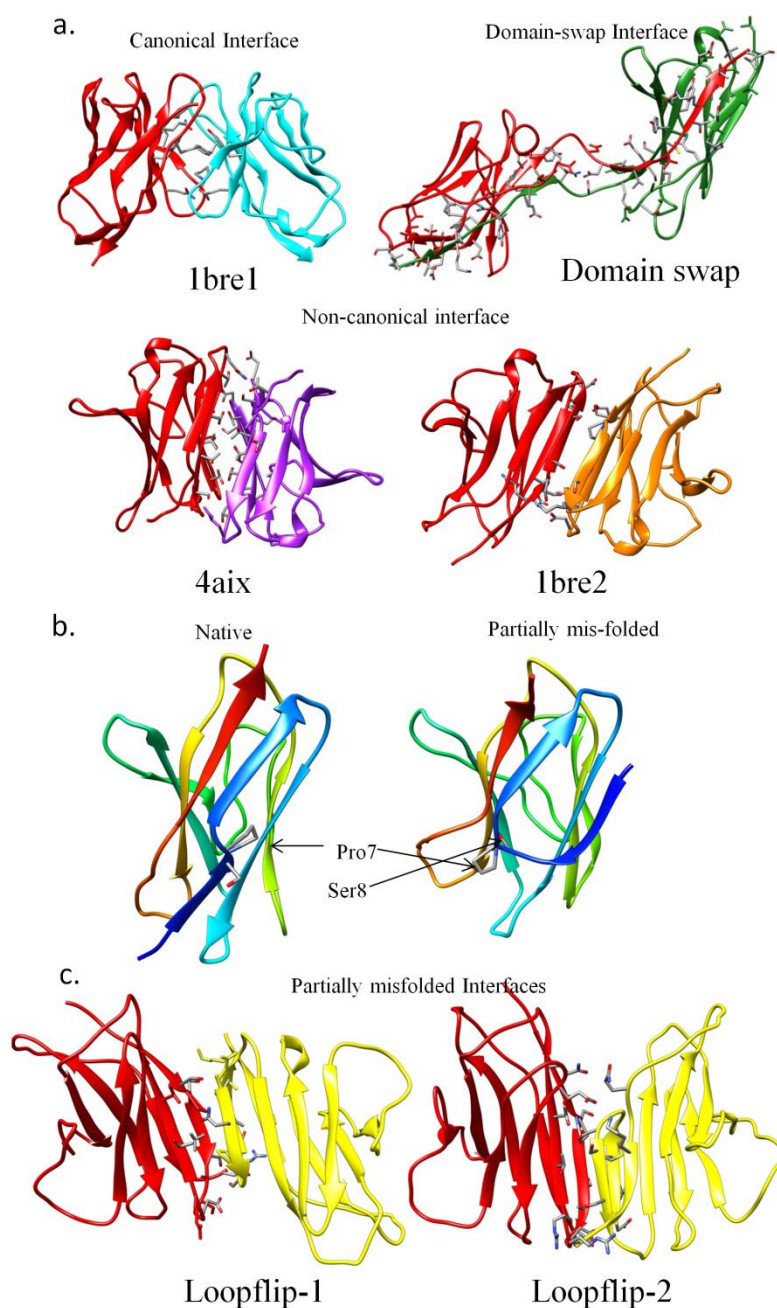 a.
Canonical Interface
Domain-swap Interface
1bre1
Domain swap
Non-canonical interface
4aix
1bre2
b.
Native
Partially mis-folded
Pro7
Ser8
c.
Partially misfolded Interfaces
Loopflip-1
Loopflip-2